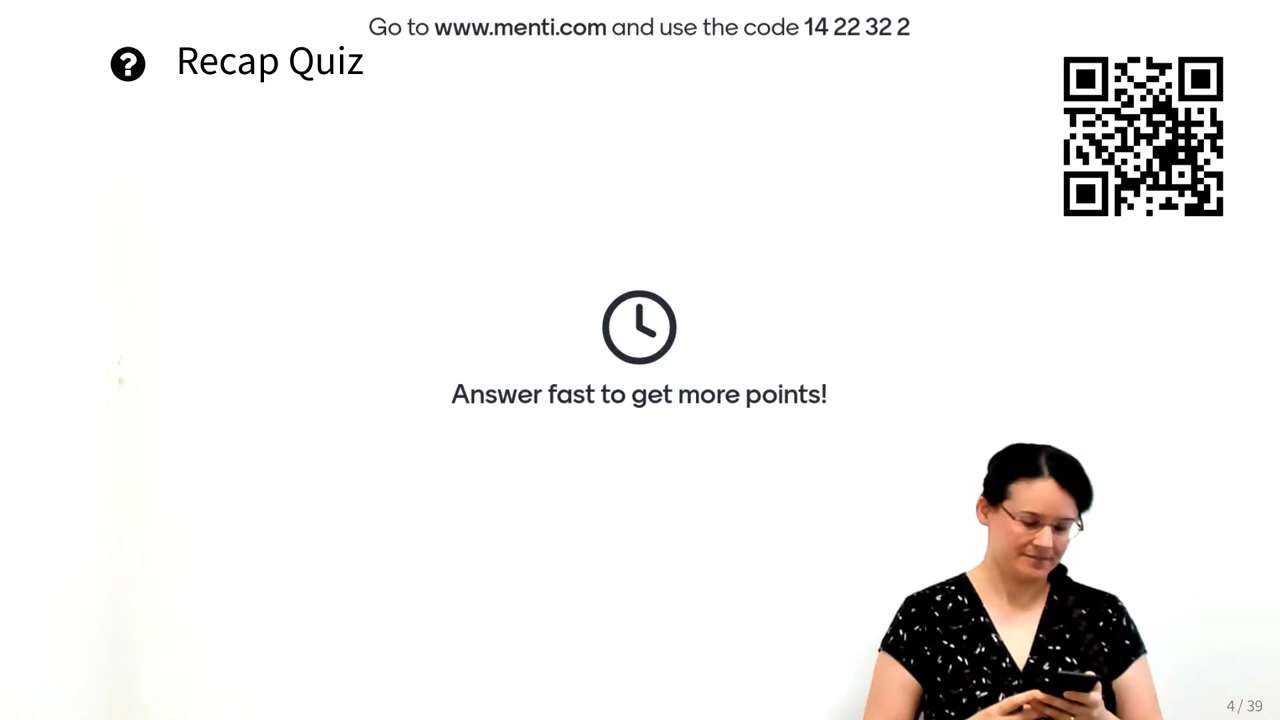 Go to www.menti.com and use the code 14 22 32 2
Recap Quiz
Answer fast to get more points!
4 / 39